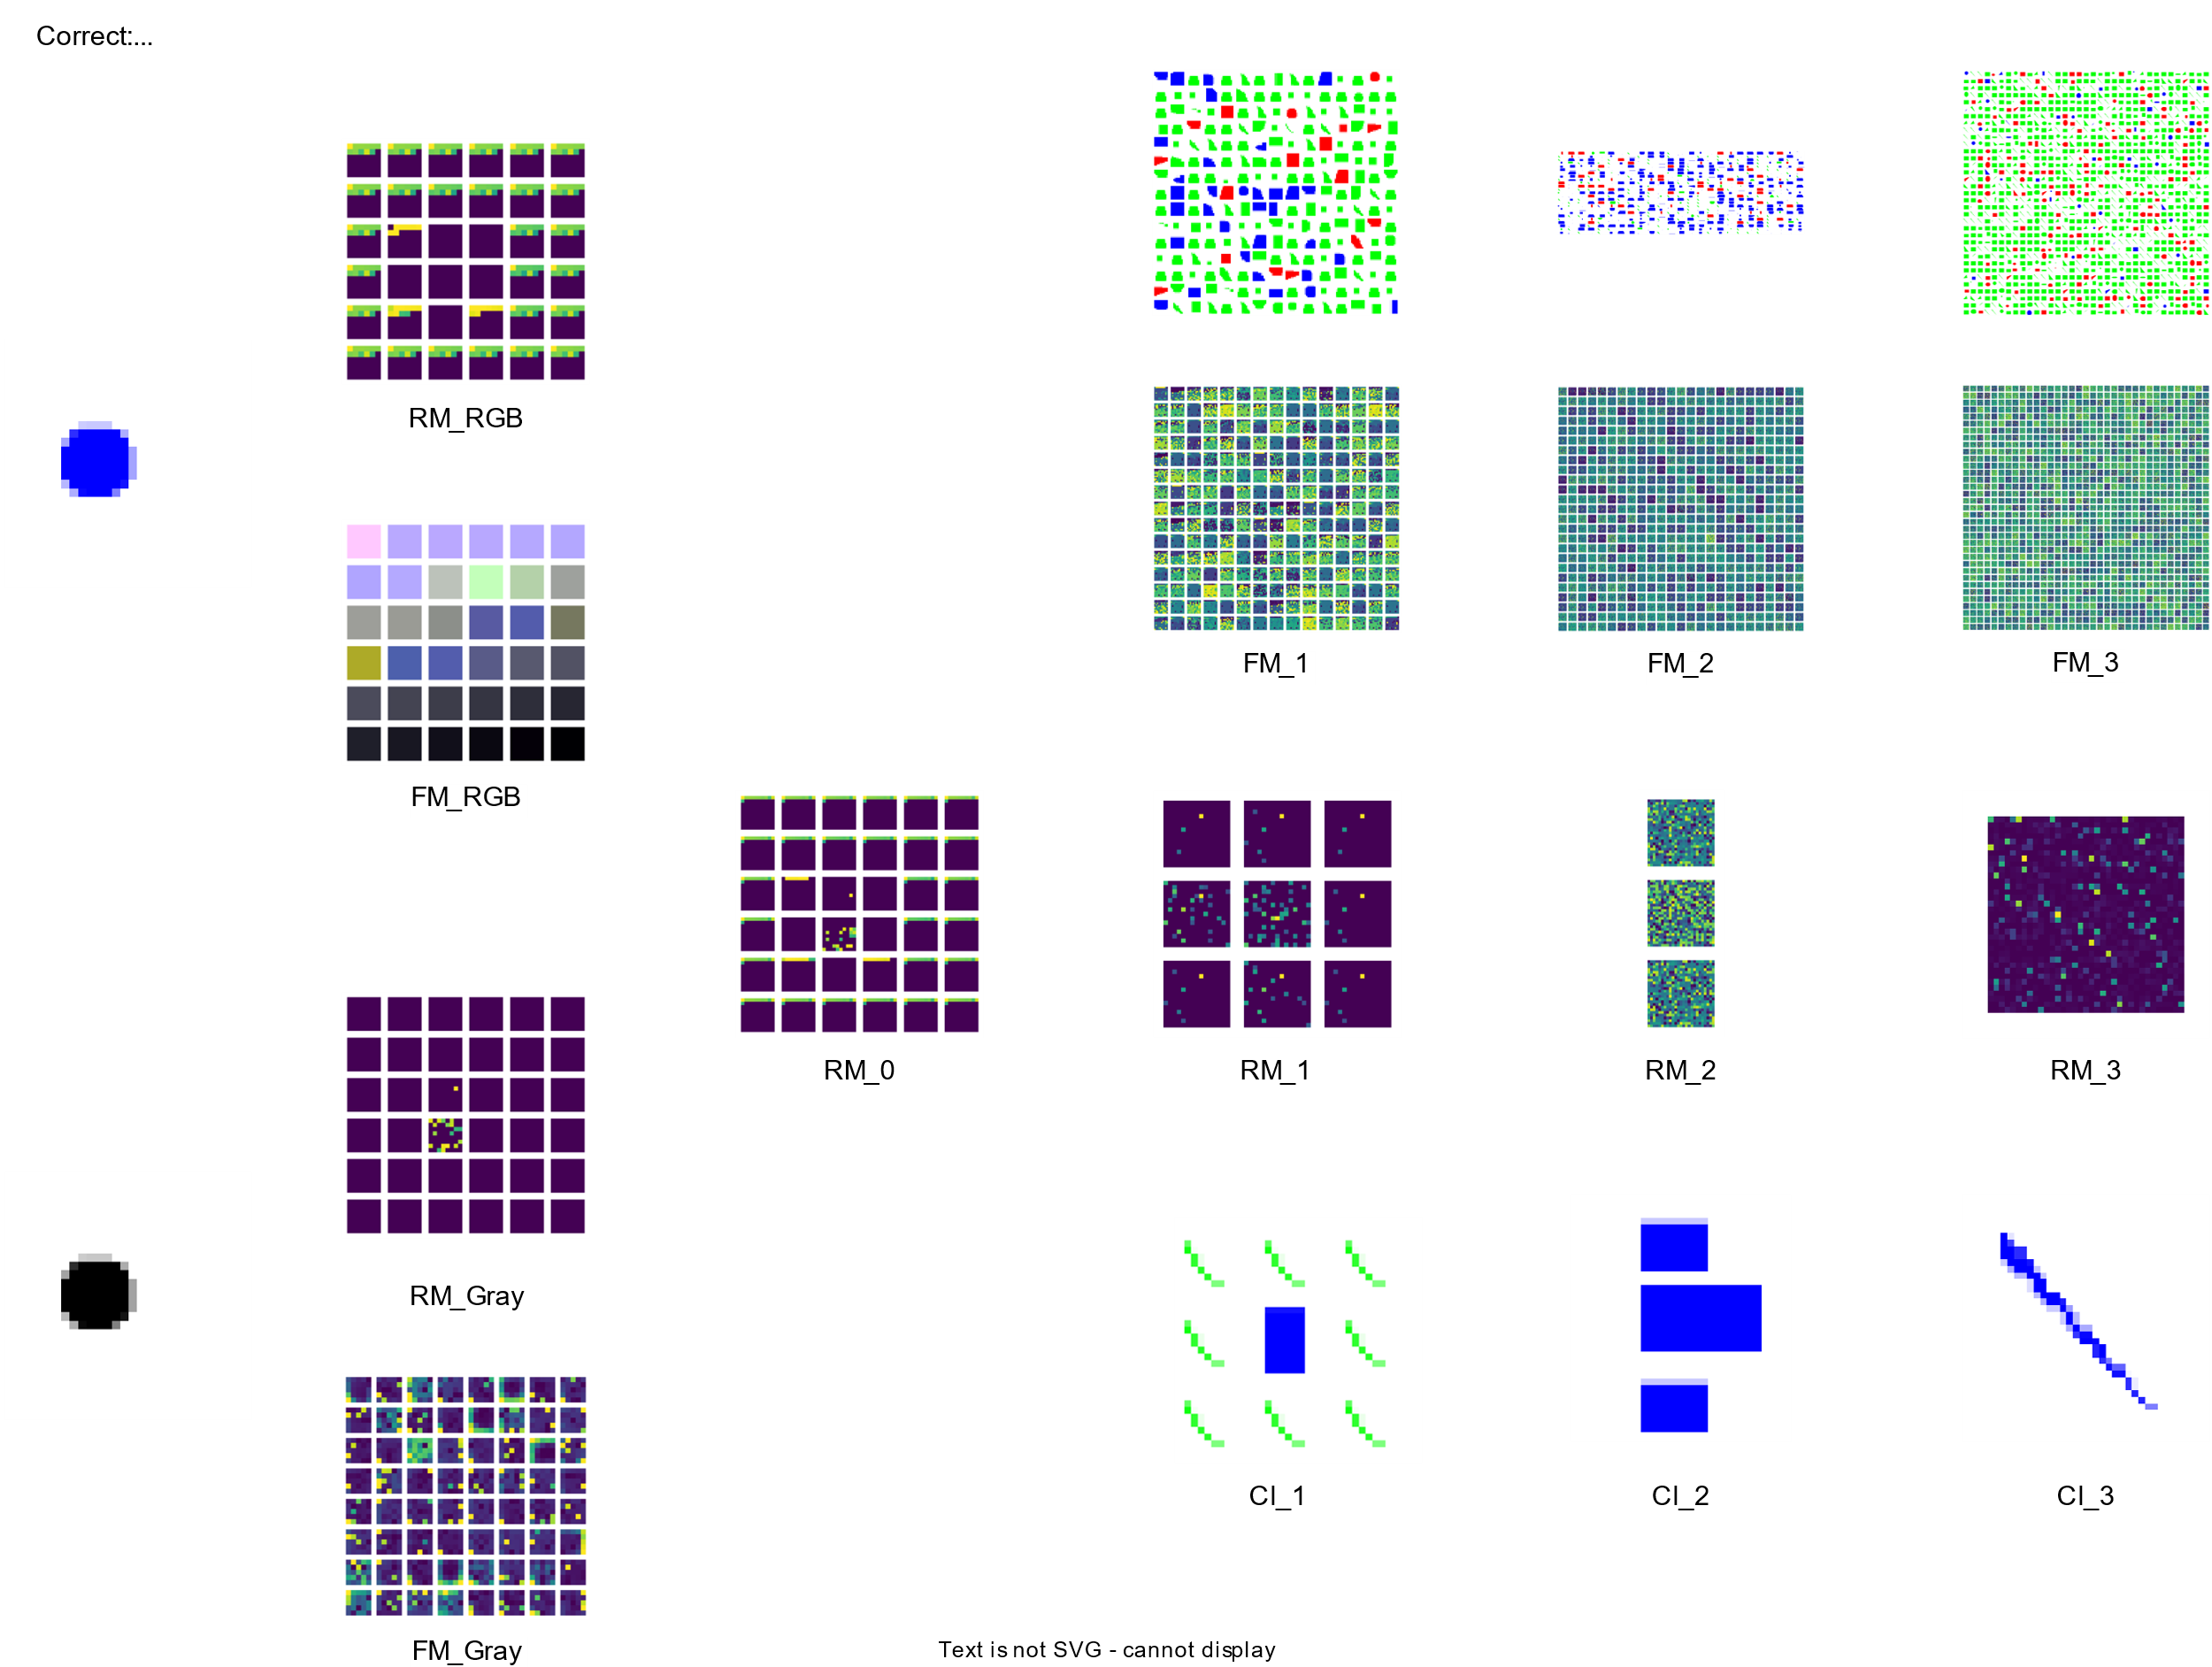 Correct:...
RM_RGB
FM_1
FM_2
FM_3
FM_RGB
RM_0
RM_1
RM_2
RM_3
RM_Gray
CI_1
CI_2
CI_3
FM_Gray
Text is not SVG - cannot display